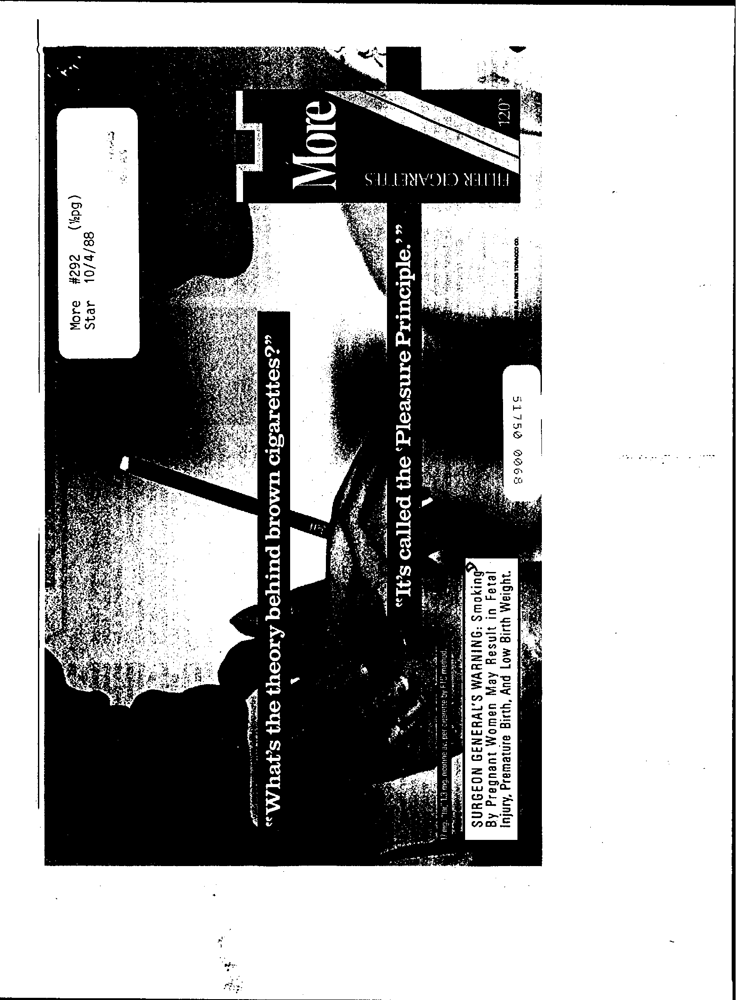 More #292 (½pg)
Star 10/4/88
More
FILTER CIGARETTES
120's
"What's the theory behind brown cigarettes?"
"It's called the 'Pleasure Principle.'"
R.J. REYNOLDS TOBACCO CO.
51750 0068
17 mg. "tar", 1.3 mg. nicotine av. per cigarette by FTC method.
SURGEON GENERAL'S WARNING: Smoking
By Pregnant Women May Result in Fetal
Injury, Premature Birth, And Low Birth Weight.